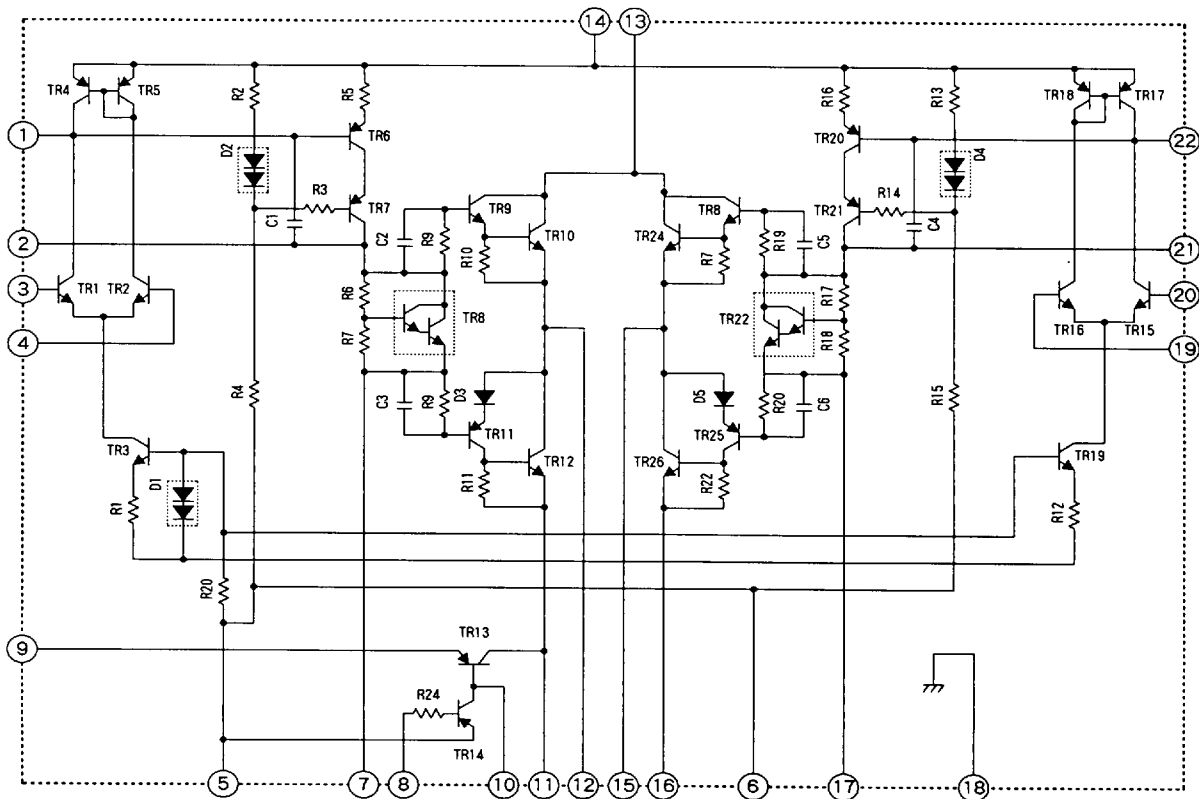 14 13
TR4 TR5 R2 R5 R16 R13 TR18 TR17
1 TR6 TR20 22
D2 D4
R3 TR7 TR9 TR8 TR21 R14
C1 C2 R9 R10 TR10 TR24 R7 R19 C5 C4
2 21
3 TR1 TR2 R6 TR8 TR22 R17 TR16 TR15 20
4 R7 R18 19
R4 C3 R9 D3 D5 R20 C6 R15
TR3 TR11 TR12 TR26 TR25 TR19
R1 D1 R11 R22 R12
R20
9 TR13
R24
TR14
5 7 8 10 11 12 15 16 6 17 18